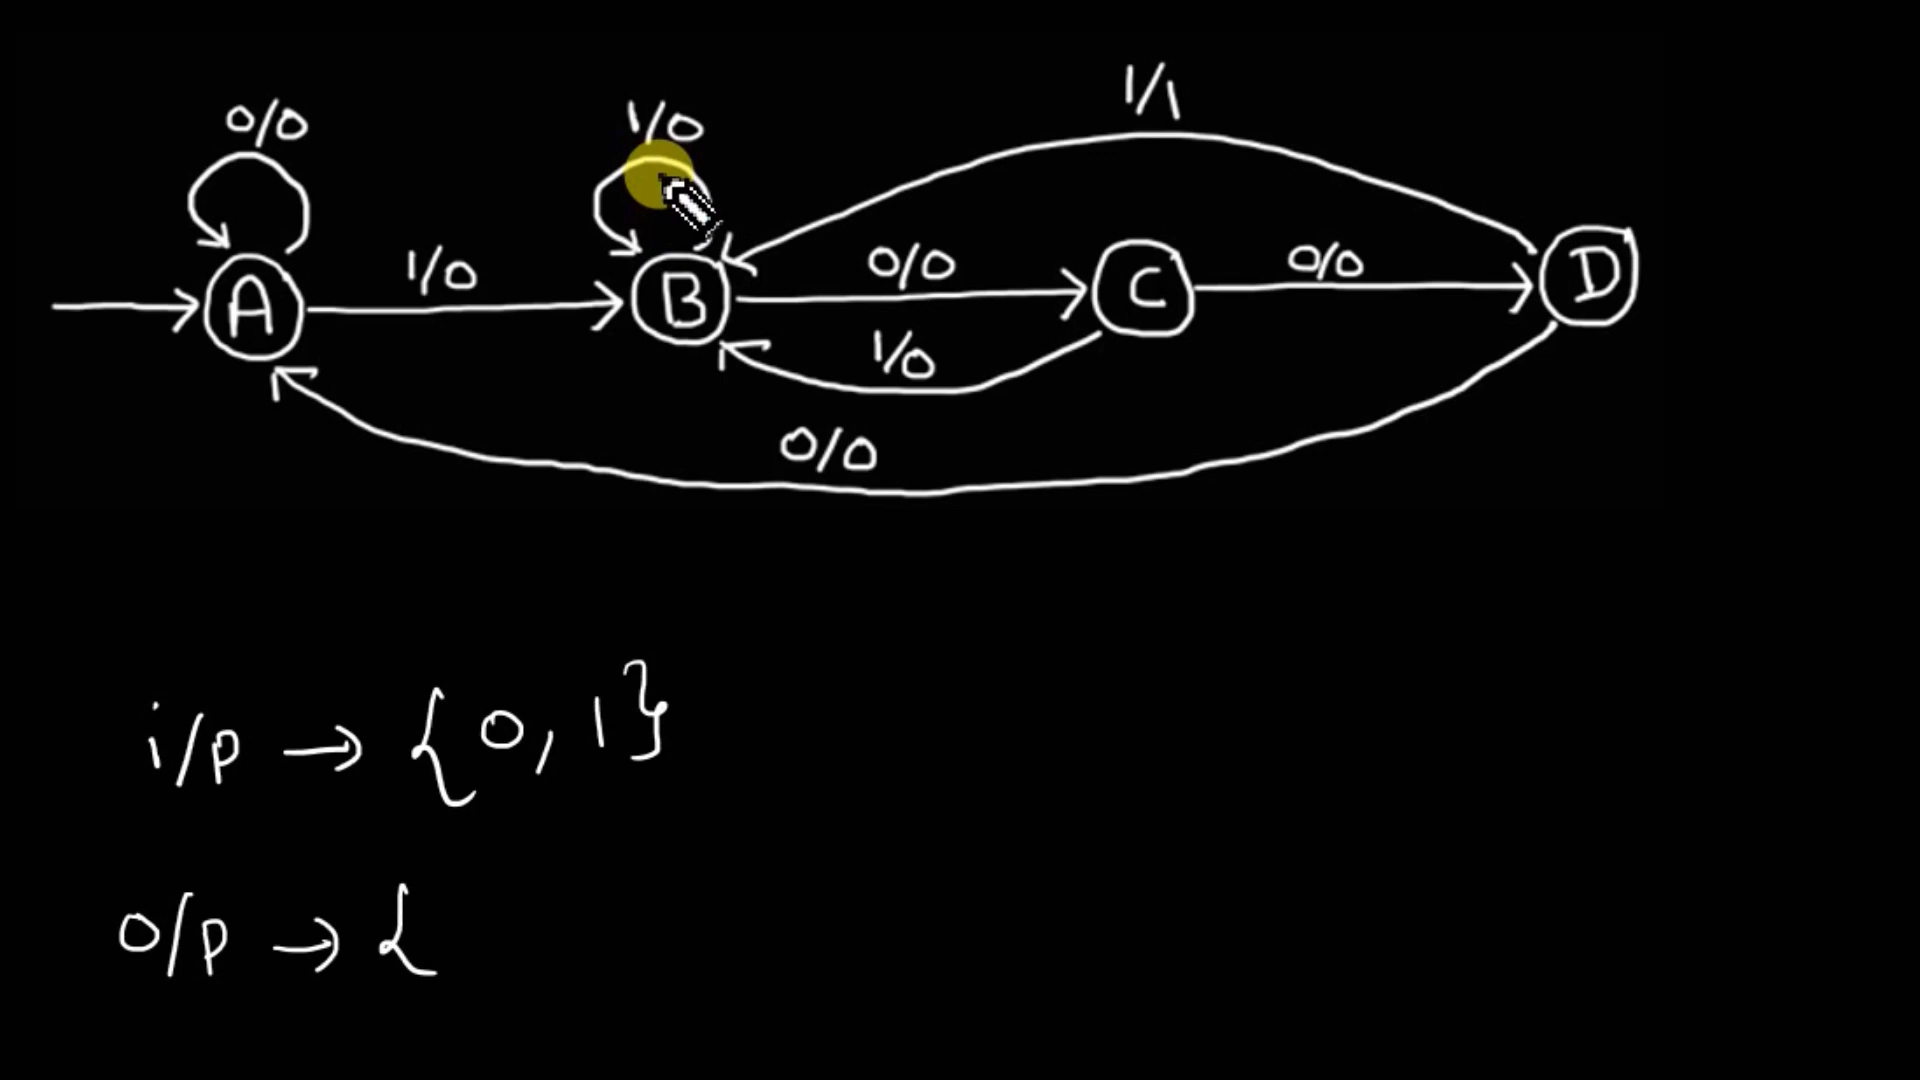 1/1
0/0 1/0
1/0 0/0 0/0
A B C D
1/0
0/0
i/p → {0, 1}
o/p → {